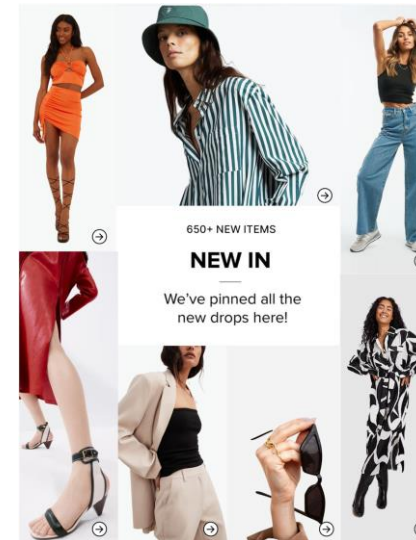 650+ NEW ITEMS
NEW IN
We've pinned all the
new drops here!